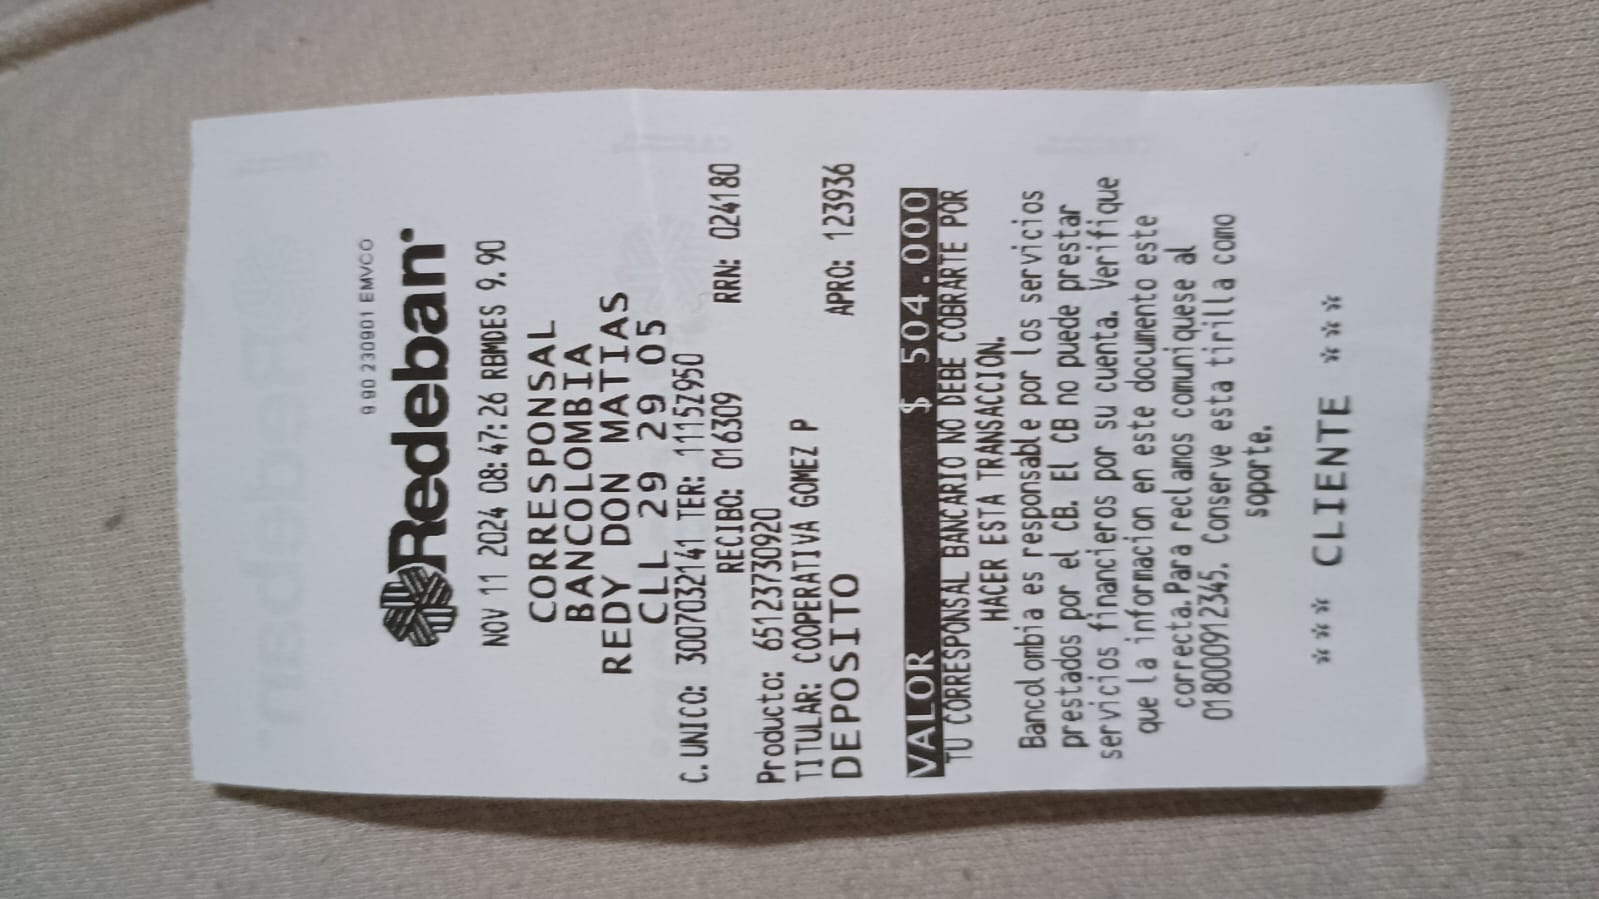 9.90 230901 EMVCO
Redeban
NOV 11 2024 08:47:26 RBMDES 9.90
CORRESPONSAL
BANCOLOMBIA
REDY DON MATIAS
CLL 29 29 05
C.UNICO: 3007032141 TER: 1115Z950
RECIBO: 016309 RRN: 024180
Producto: 65123730920
TITULAR: COOPERATIVA GOMEZ P
DEPOSITO APRO: 123936
VALOR $ 504.000
TU CORRESPONSAL BANCARIO NO DEBE COBRARTE POR
HACER ESTA TRANSACCION.
Bancolombia es responsable por los servicios
prestados por el CB. El CB no puede prestar
servicios financieros por su cuenta. Verifique
que la informacion en este documento este
correcta.Para reclamos comuniquese al
018000912345. Conserve esta tirilla como
soporte.
*** CLIENTE ***